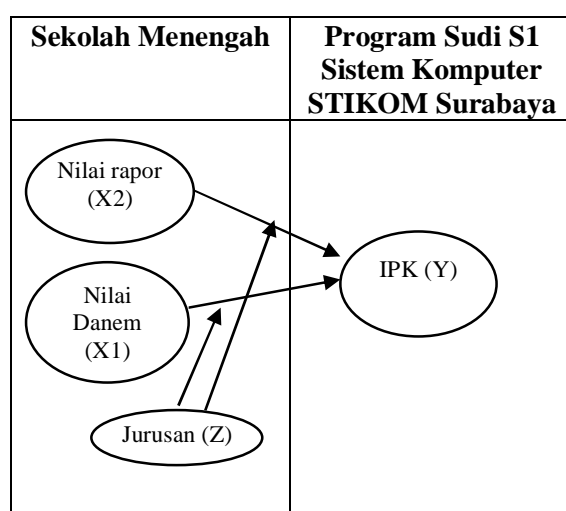 Sekolah Menengah
Program Sudi S1
Sistem Komputer
STIKOM Surabaya
Nilai rapor
(X2)
IPK (Y)
Nilai
Danem
(X1)
Jurusan (Z)